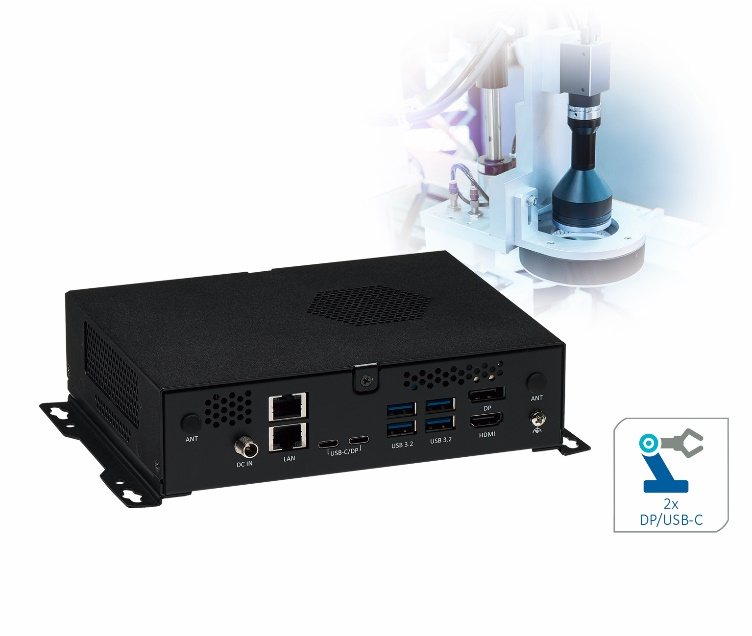 ANT
DC IN
LAN
USB-C/DP
USB 3.2
USB 3.2
DP
HDMI
ANT
2x
DP/USB-C